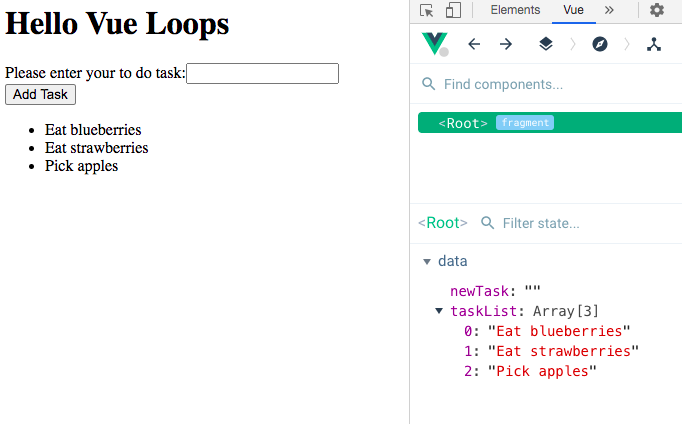 Hello Vue Loops
Please enter your to do task:
Add Task
Eat blueberries
Eat strawberries
Pick apples
Elements Vue »
Find components...
<Root> fragment
<Root> Filter state...
data
newTask: ""
taskList: Array[3]
0: "Eat blueberries"
1: "Eat strawberries"
2: "Pick apples"